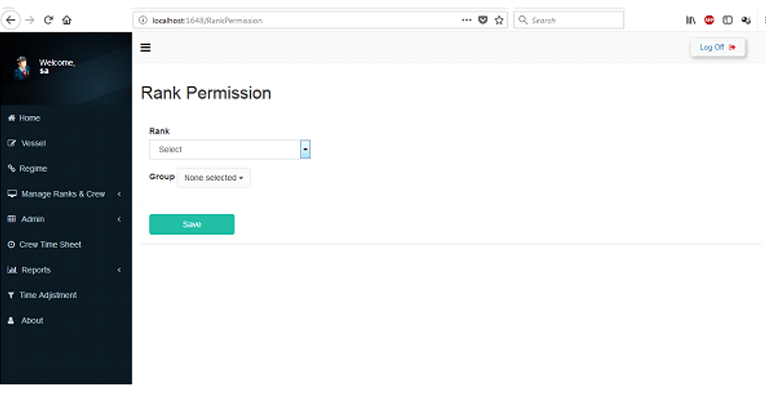 localhost:1648/RankPermission
Search
Welcome,
sa
Log Off
Home
Vessel
Regime
Manage Ranks & Crew
Admin
Crew Time Sheet
Reports
Time Adjistment
About
Rank Permission
Rank
Select
Group None selected
Save